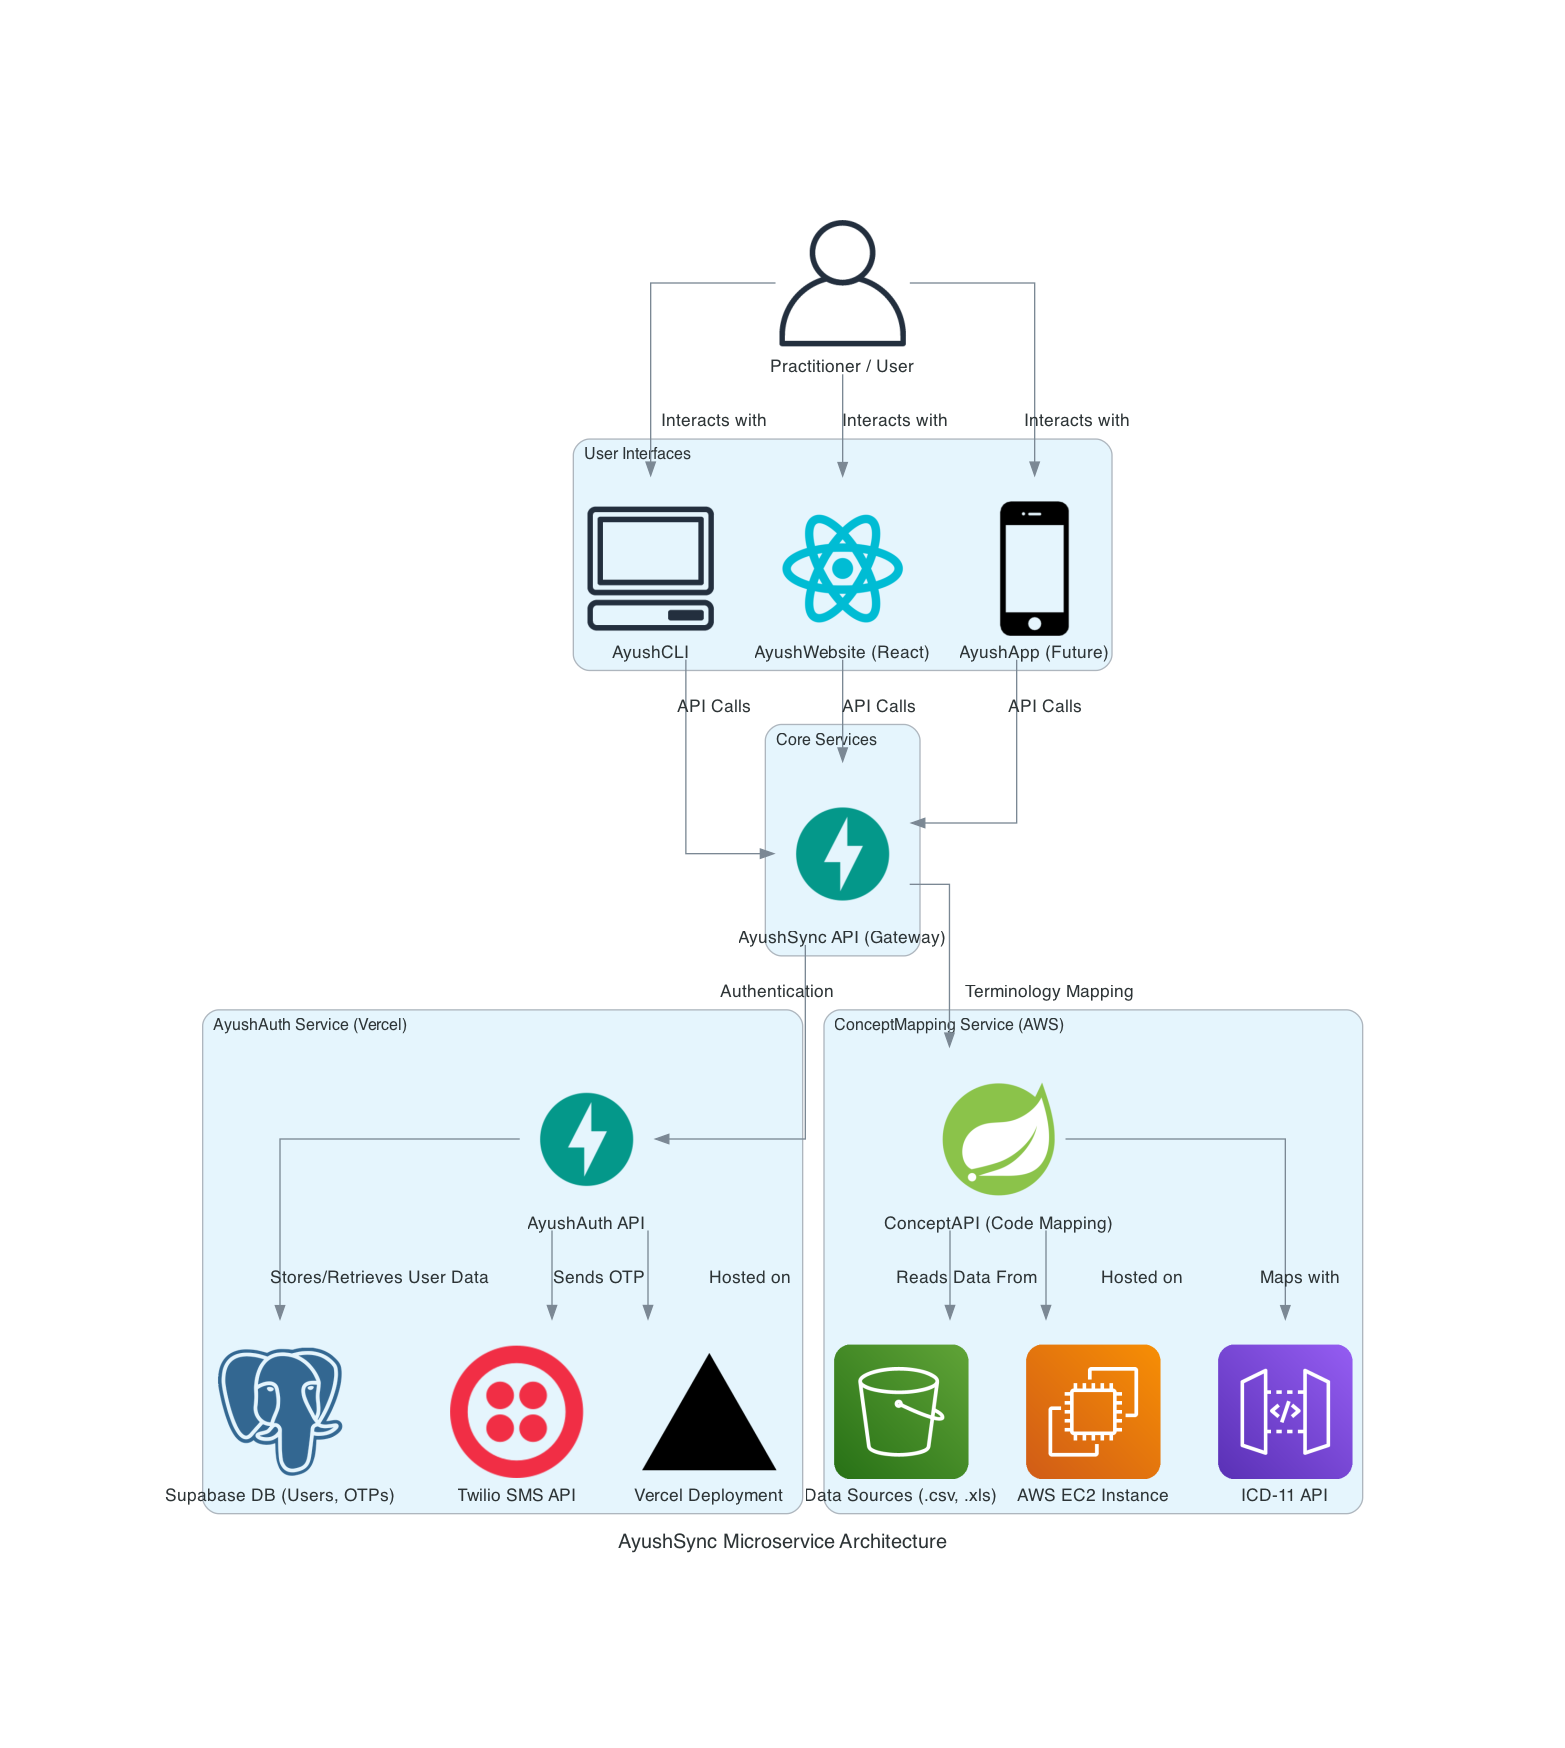 Practitioner / User
Interacts with
Interacts with
Interacts with
User Interfaces
AyushCLI
AyushWebsite (React)
AyushApp (Future)
API Calls
API Calls
API Calls
Core Services
AyushSync API (Gateway)
Authentication
Terminology Mapping
AyushAuth Service (Vercel)
ConceptMapping Service (AWS)
AyushAuth API
ConceptAPI (Code Mapping)
Stores/Retrieves User Data
Sends OTP
Hosted on
Reads Data From
Hosted on
Maps with
Supabase DB (Users, OTPs)
Twilio SMS API
Vercel Deployment
Data Sources (.csv, .xls)
AWS EC2 Instance
ICD-11 API
AyushSync Microservice Architecture